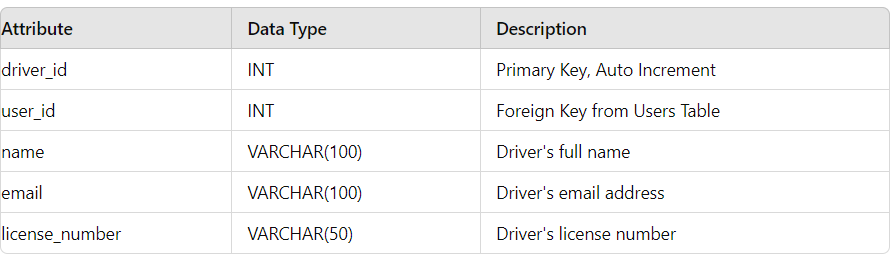 Attribute Data Type Description
driver_id INT Primary Key, Auto Increment
user_id INT Foreign Key from Users Table
name VARCHAR(100) Driver's full name
email VARCHAR(100) Driver's email address
license_number VARCHAR(50) Driver's license number